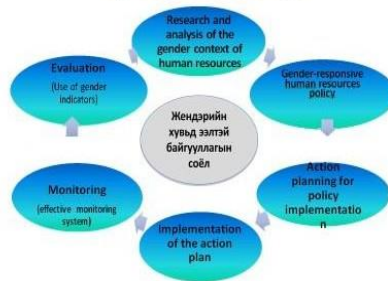 Research and
analysis of the
gender context of
human resources
Gender-responsive
human resources
policy
Action
planning for
policy
implementatio
n
Implementation
of the action
plan
Monitoring
(effective monitoring
system)
Evaluation
(Use of gender
indicators)
Жендэрийн
хувьд ээлтэй
байгууллагын
соёл